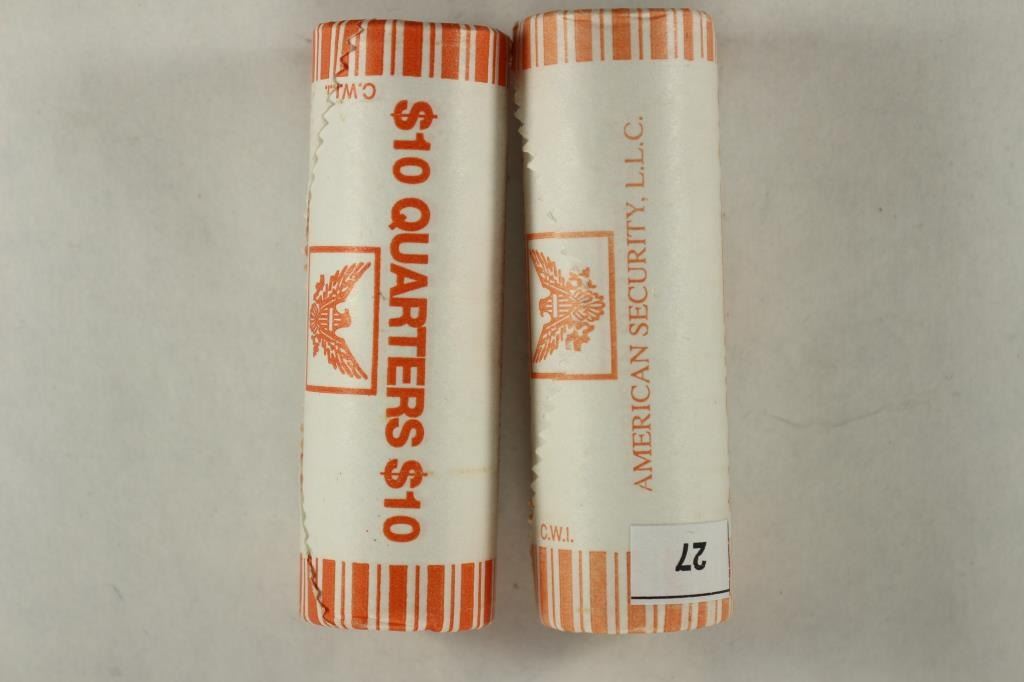 C.W.I.
$10 QUARTERS $10
AMERICAN SECURITY, L.L.C.
C.W.I.
27